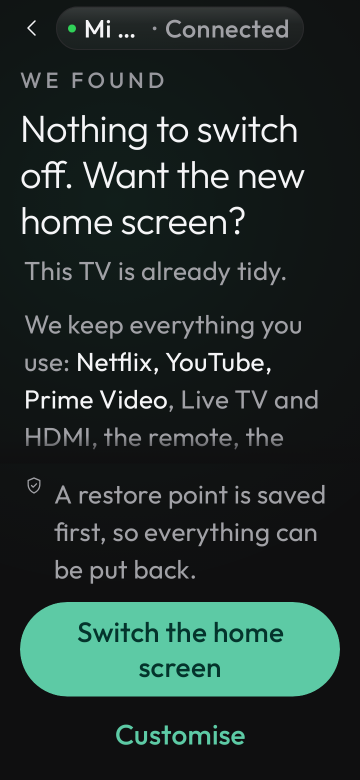 Mi ... · Connected
WE FOUND
Nothing to switch
off. Want the new
home screen?
This TV is already tidy.
We keep everything you
use: Netflix, YouTube,
Prime Video, Live TV and
HDMI, the remote, the
A restore point is saved
first, so everything can
be put back.
Switch the home
screen
Customise